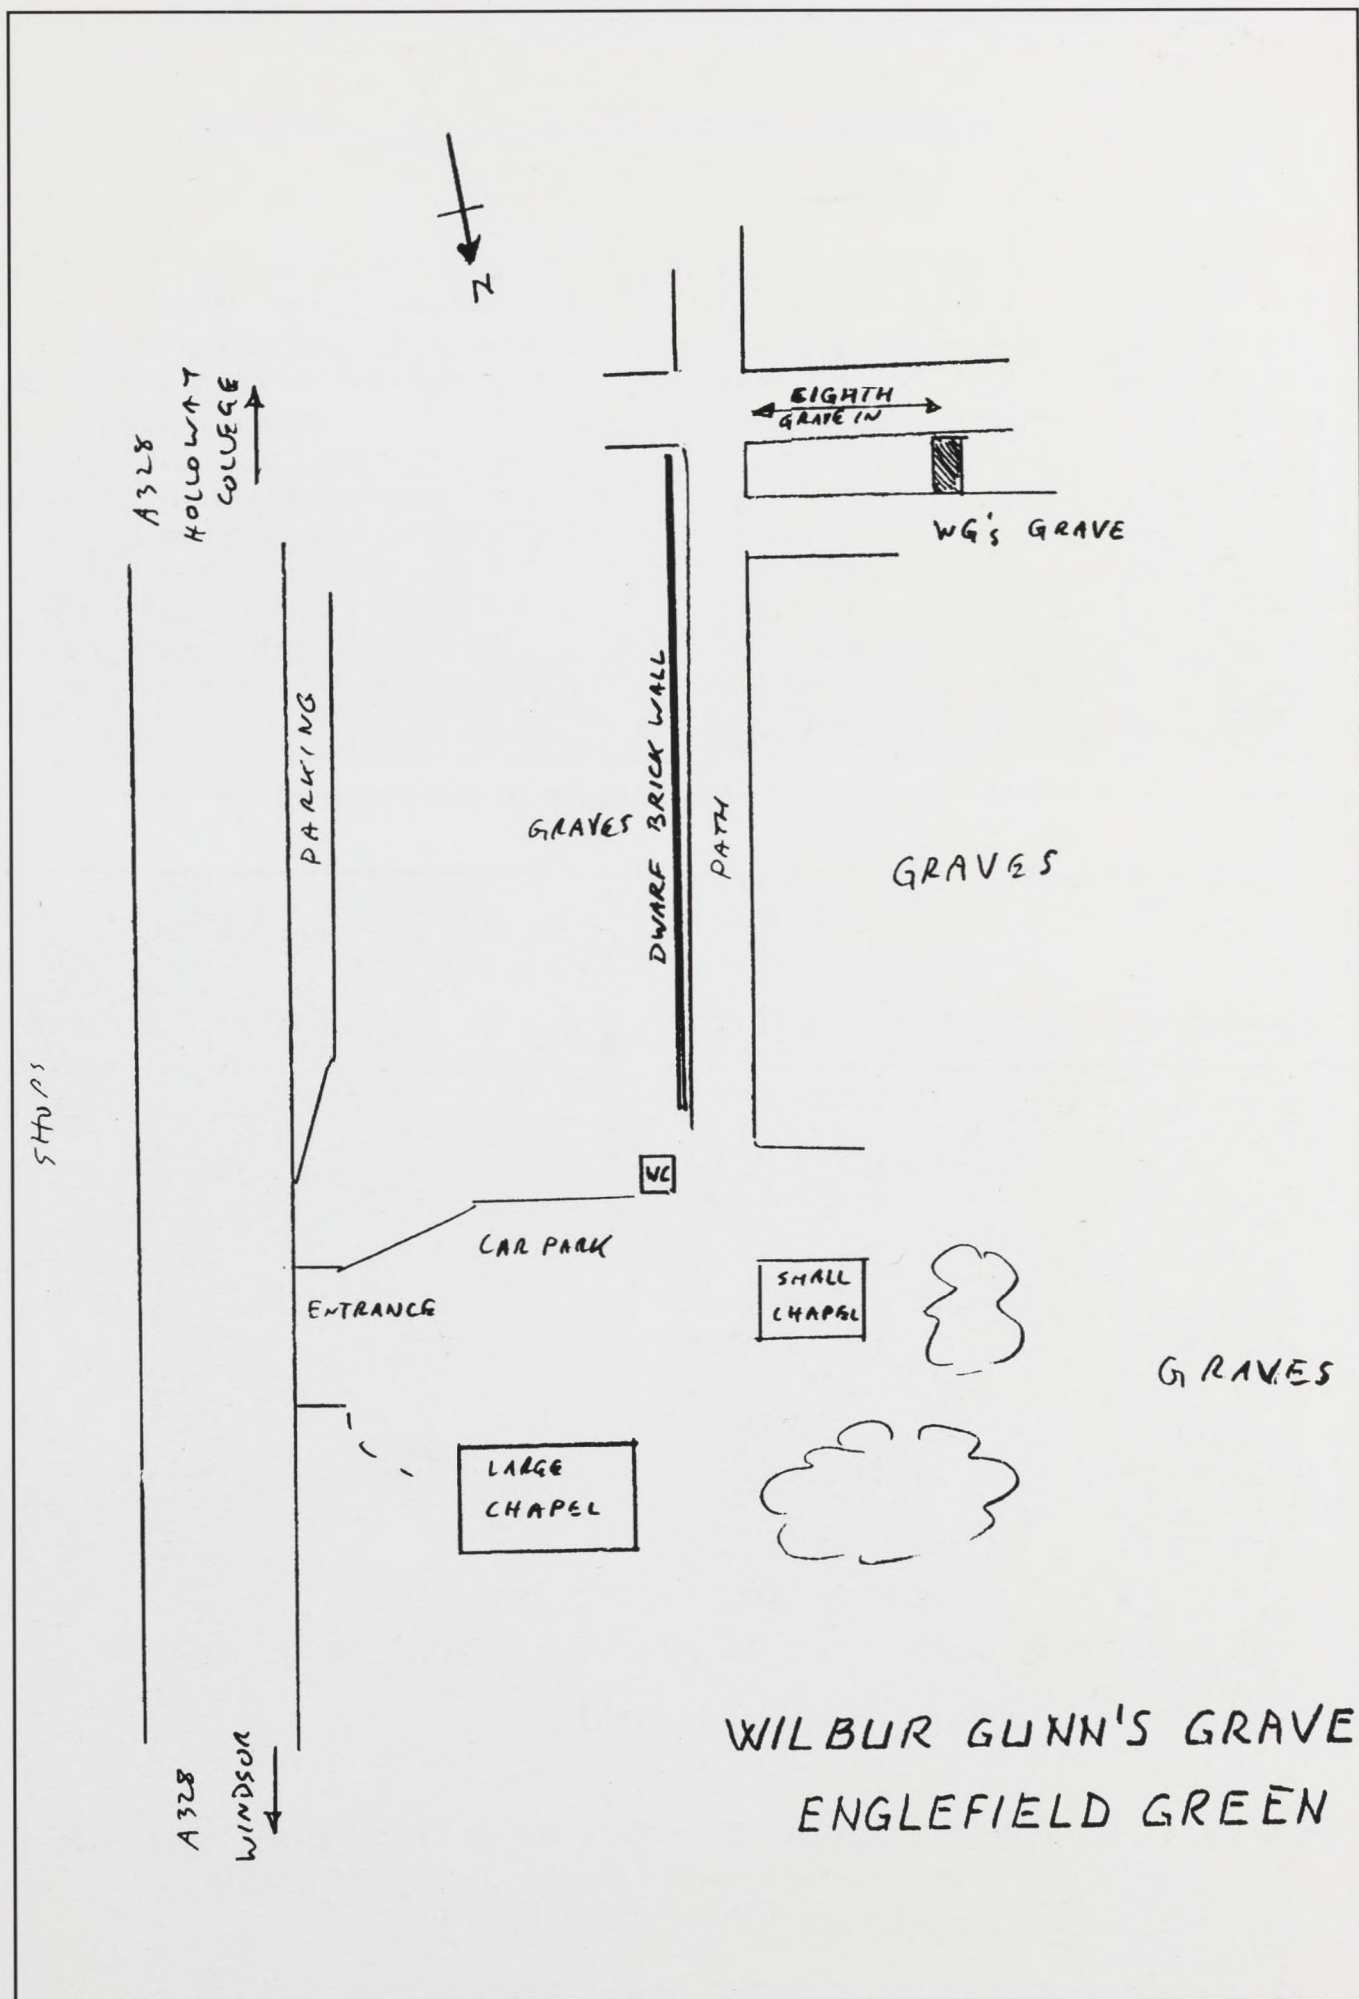 N
A328
HOLLOWAY
COLLEGE
EIGHTH
GRAVE IN
WG's GRAVE
PARKING
GRAVES
DWARF BRICK WALL
PATH
GRAVES
SHOPS
WC
CAR PARK
ENTRANCE
SMALL
CHAPEL
GRAVES
LARGE
CHAPEL
A328
WINDSOR
WILBUR GUNN'S GRAVE
ENGLEFIELD GREEN